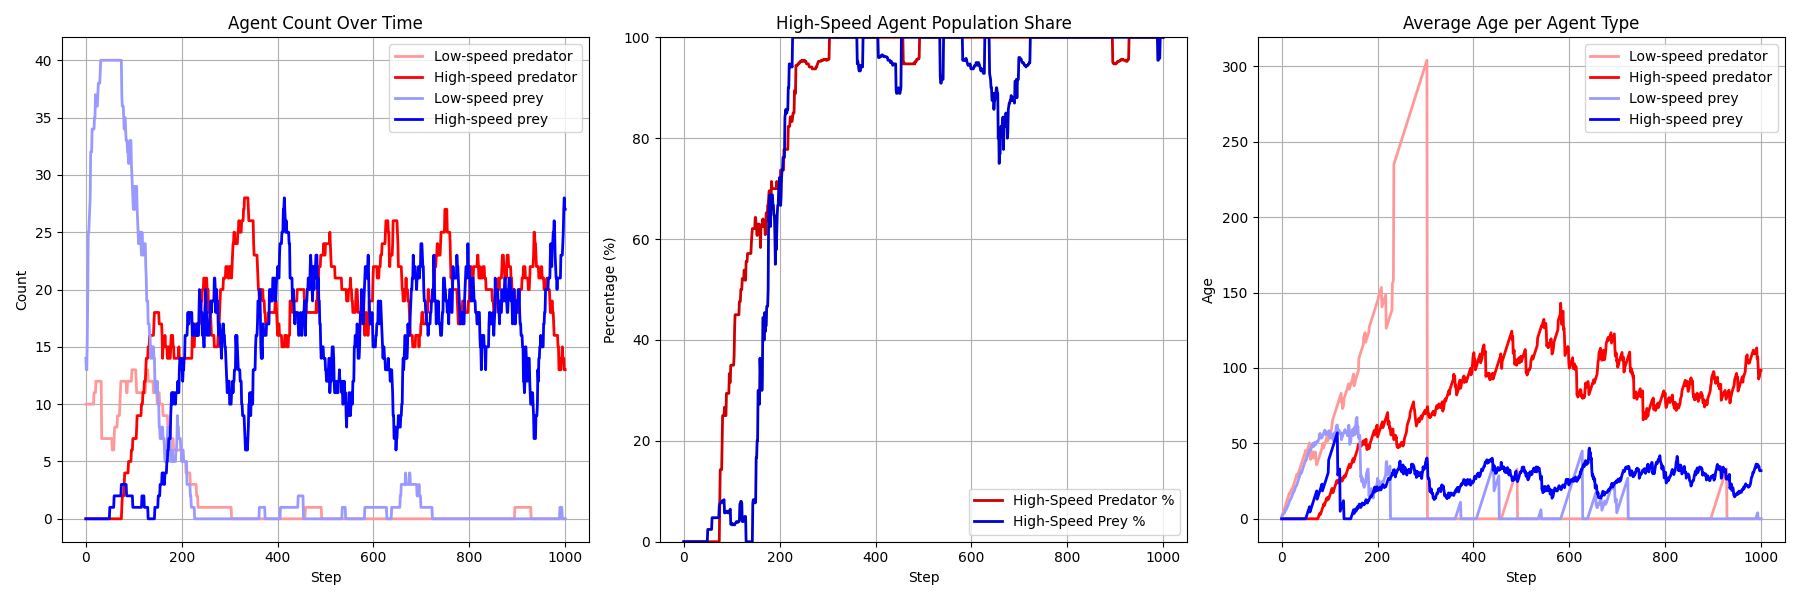 Agent Count Over Time
Count
40
35
30
25
20
15
10
5
0
0 200 400 600 800 1000
Step
Low-speed predator
High-speed predator
Low-speed prey
High-speed prey
High-Speed Agent Population Share
Percentage (%)
100
80
60
40
20
0
0 200 400 600 800 1000
Step
High-Speed Predator %
High-Speed Prey %
Average Age per Agent Type
Age
300
250
200
150
100
50
0
0 200 400 600 800 1000
Step
Low-speed predator
High-speed predator
Low-speed prey
High-speed prey